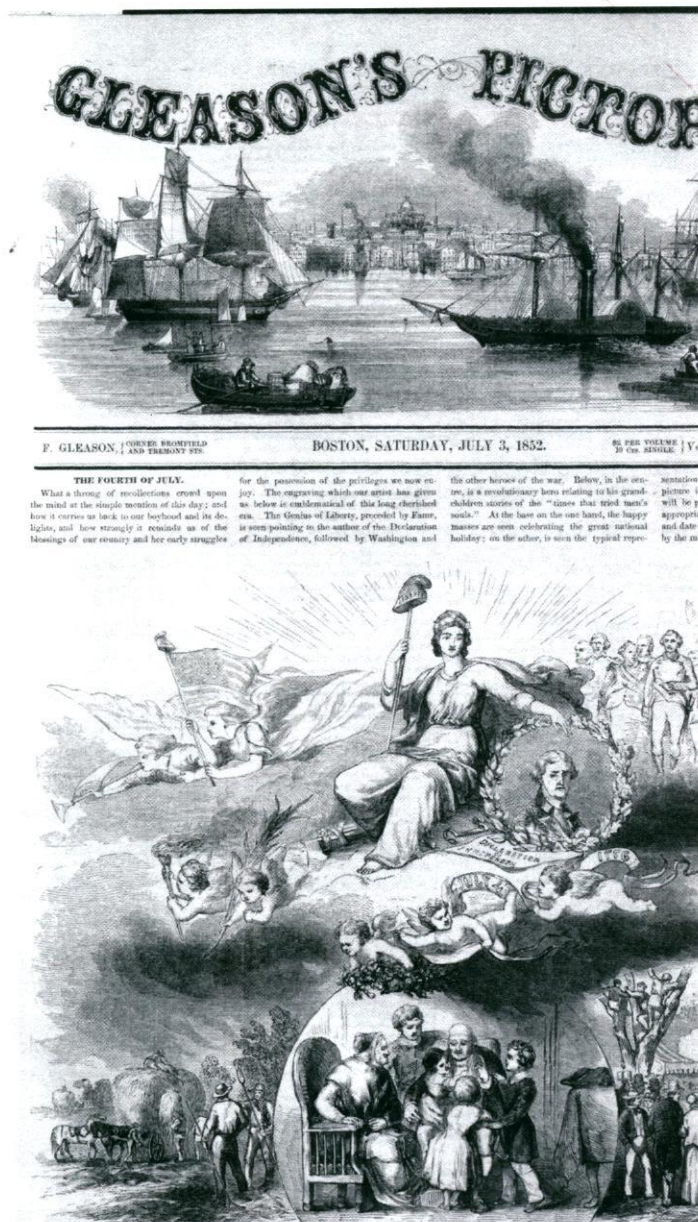 GLEASON'S PICTOR
F. GLEASON, { CORNER BROMFIELD
AND TREMONT STS.
BOSTON, SATURDAY, JULY 3, 1852.
$2 PER VOLUME
10 Cts. SINGLE. { V
THE FOURTH OF JULY.
What a throng of recollections crowd upon
the mind at the simple mention of this day; and
how it carries us back to our boyhood and its de-
lights, and how strongly it reminds us of the
blessings of our country and her early struggles
for the possession of the privileges we now en-
joy. The engraving which our artist has given
us below is emblematical of this long cherished
era. The Genius of Liberty, preceded by Fame,
is seen pointing to the author of the Declaration
of Independence, followed by Washington and
the other heroes of the war. Below, in the cen-
tre, is a revolutionary hero relating to his grand-
children stories of the "times that tried men's
souls." At the base on the one hand, the happy
masses are seen celebrating the great national
holiday; on the other, is seen the typical repre-
sentation
picture
will be p
appropri
and date
by the m
DECLARATION
1776
JULY 4